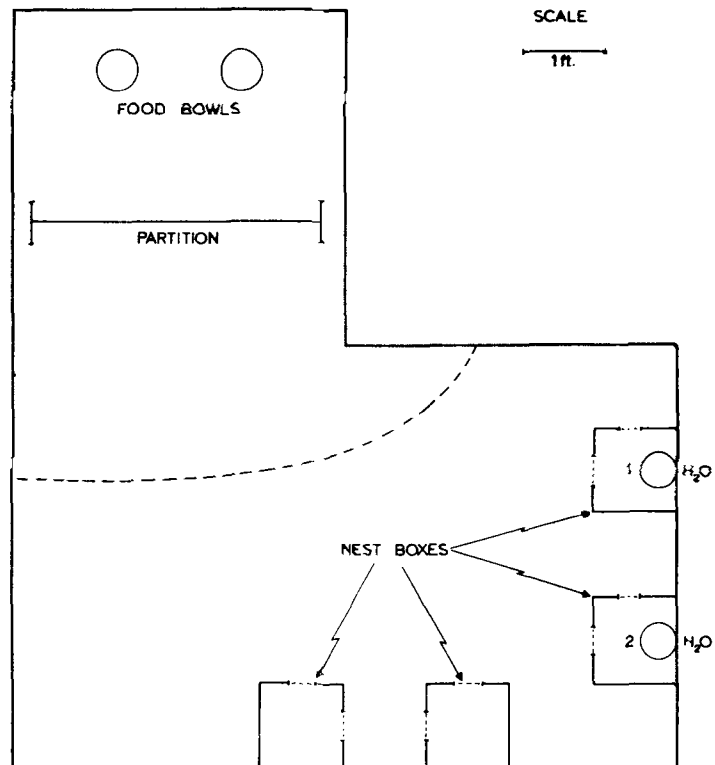 SCALE
1 ft.
FOOD BOWLS
PARTITION
1 H₂O
NEST BOXES
2 H₂O